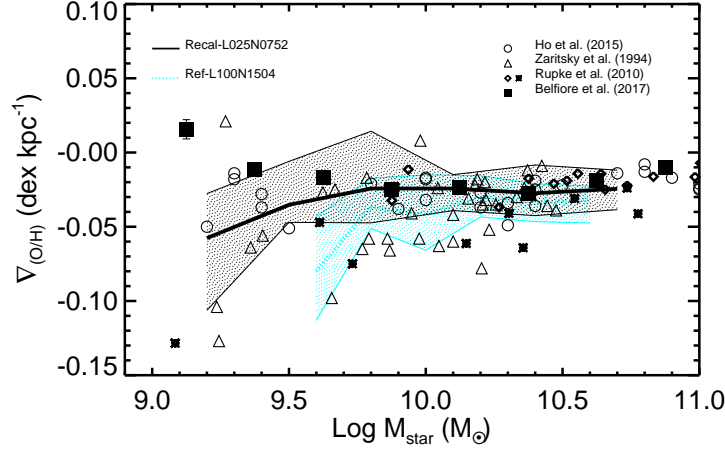 0.10
0.05
-0.00
-0.05
-0.10
-0.15
∇(O/H) (dex kpc⁻¹)
Recal-L025N0752
Ref-L100N1504
Ho et al. (2015)
Zaritsky et al. (1994)
Rupke et al. (2010)
Belfiore et al. (2017)
9.0 9.5 10.0 10.5 11.0
Log Mstar (M⊙)